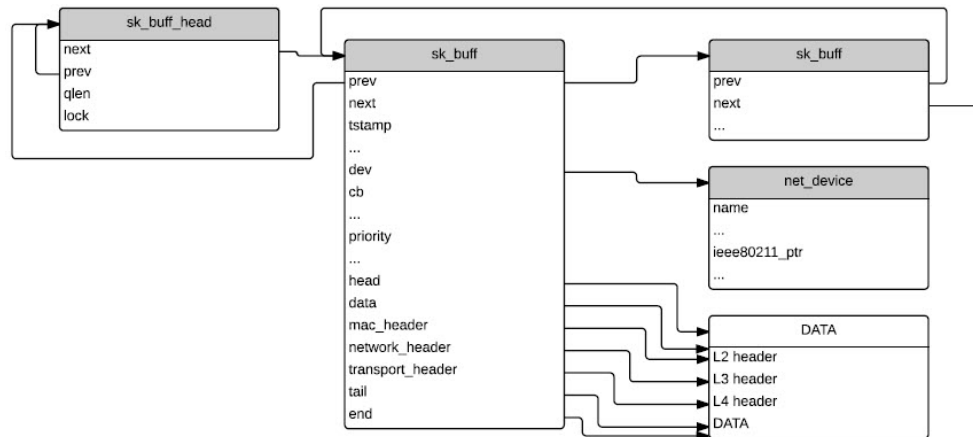 sk_buff_head
next
prev
qlen
lock
sk_buff
prev
next
tstamp
...
dev
cb
...
priority
...
head
data
mac_header
network_header
transport_header
tail
end
sk_buff
prev
next
...
net_device
name
...
ieee80211_ptr
...
DATA
L2 header
L3 header
L4 header
DATA